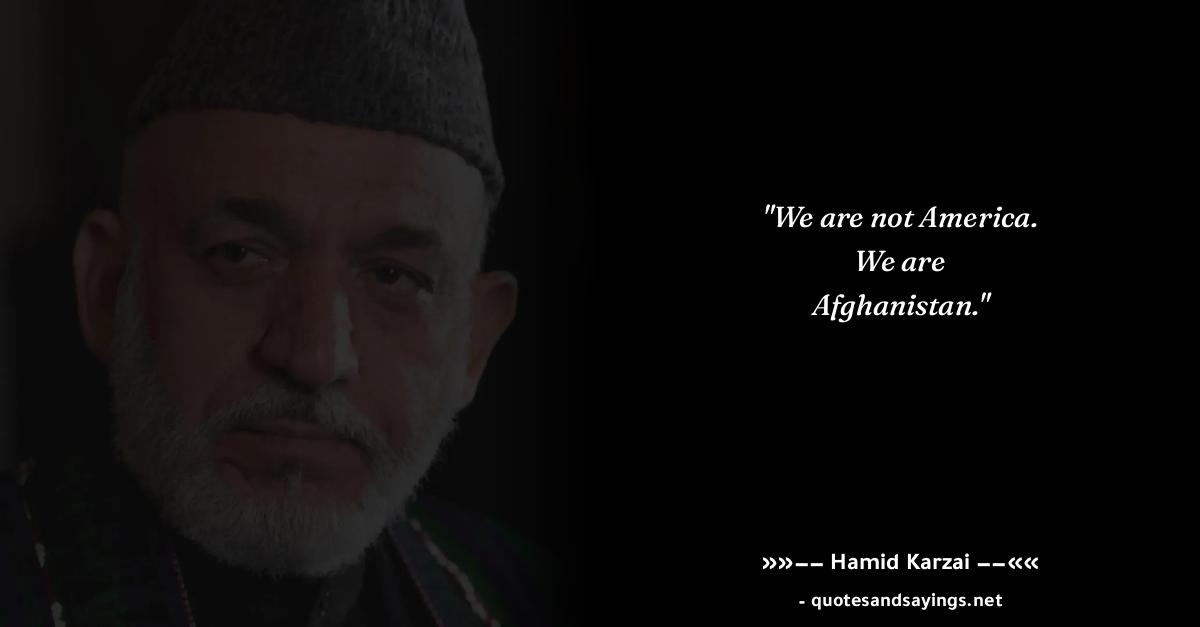 "We are not America.
We are
Afghanistan."
»»−− Hamid Karzai −−««
- quotesandsayings.net